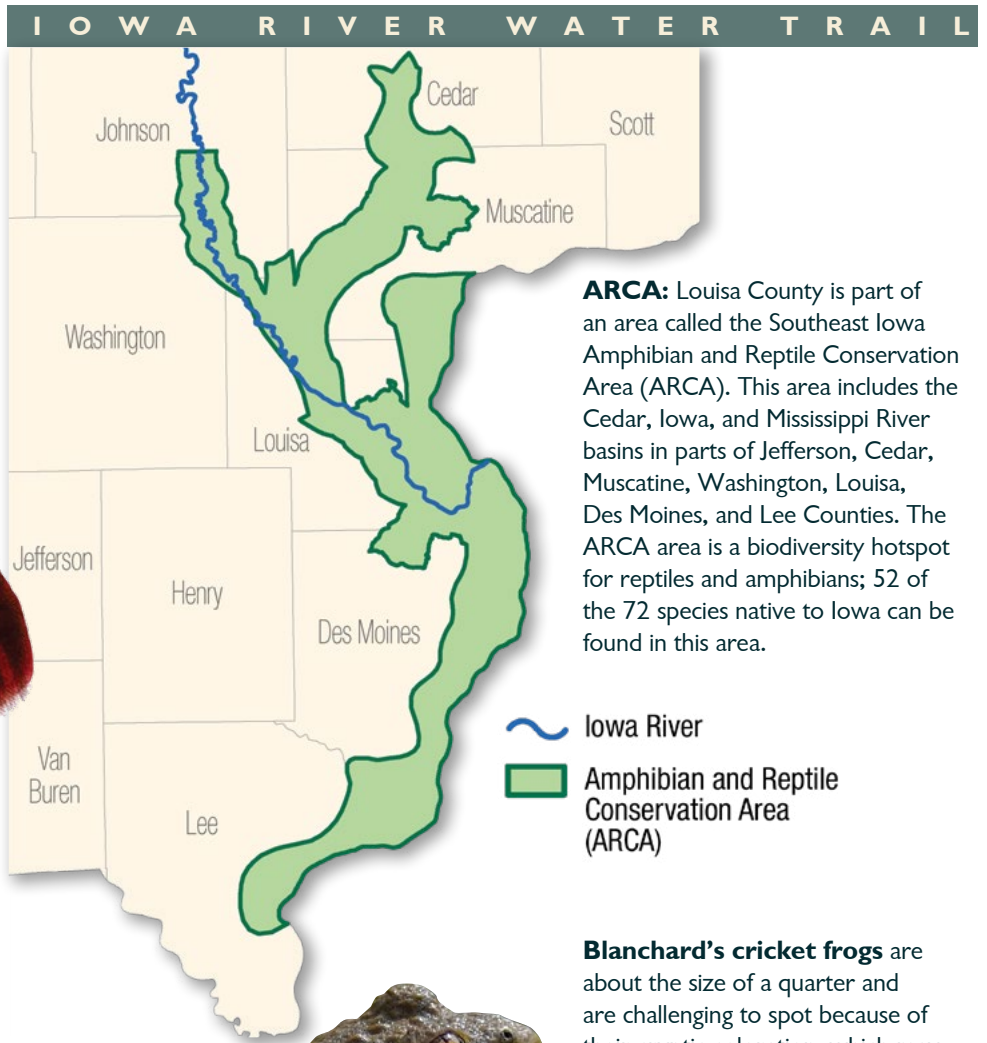 IOWA RIVER WATER TRAIL
Cedar
Johnson
Scott
Muscatine
Washington
Louisa
Jefferson
Henry
Des Moines
Van
Buren
Lee
ARCA: Louisa County is part of
an area called the Southeast Iowa
Amphibian and Reptile Conservation
Area (ARCA). This area includes the
Cedar, Iowa, and Mississippi River
basins in parts of Jefferson, Cedar,
Muscatine, Washington, Louisa,
Des Moines, and Lee Counties. The
ARCA area is a biodiversity hotspot
for reptiles and amphibians; 52 of
the 72 species native to Iowa can be
found in this area.
Iowa River
Amphibian and Reptile
Conservation Area
(ARCA)
Blanchard's cricket frogs are
about the size of a quarter and
are challenging to spot because of